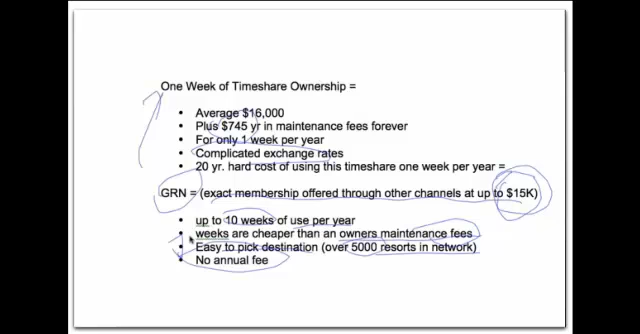 One Week of Timeshare Ownership =
• Average $16,000
• Plus $745 yr in maintenance fees forever
• For only 1 week per year
• Complicated exchange rates
• 20 yr. hard cost of using this timeshare one week per year =
GRN = (exact membership offered through other channels at up to $15K)
• up to 10 weeks of use per year
• weeks are cheaper than an owners maintenance fees
• Easy to pick destination (over 5000 resorts in network)
• No annual fee